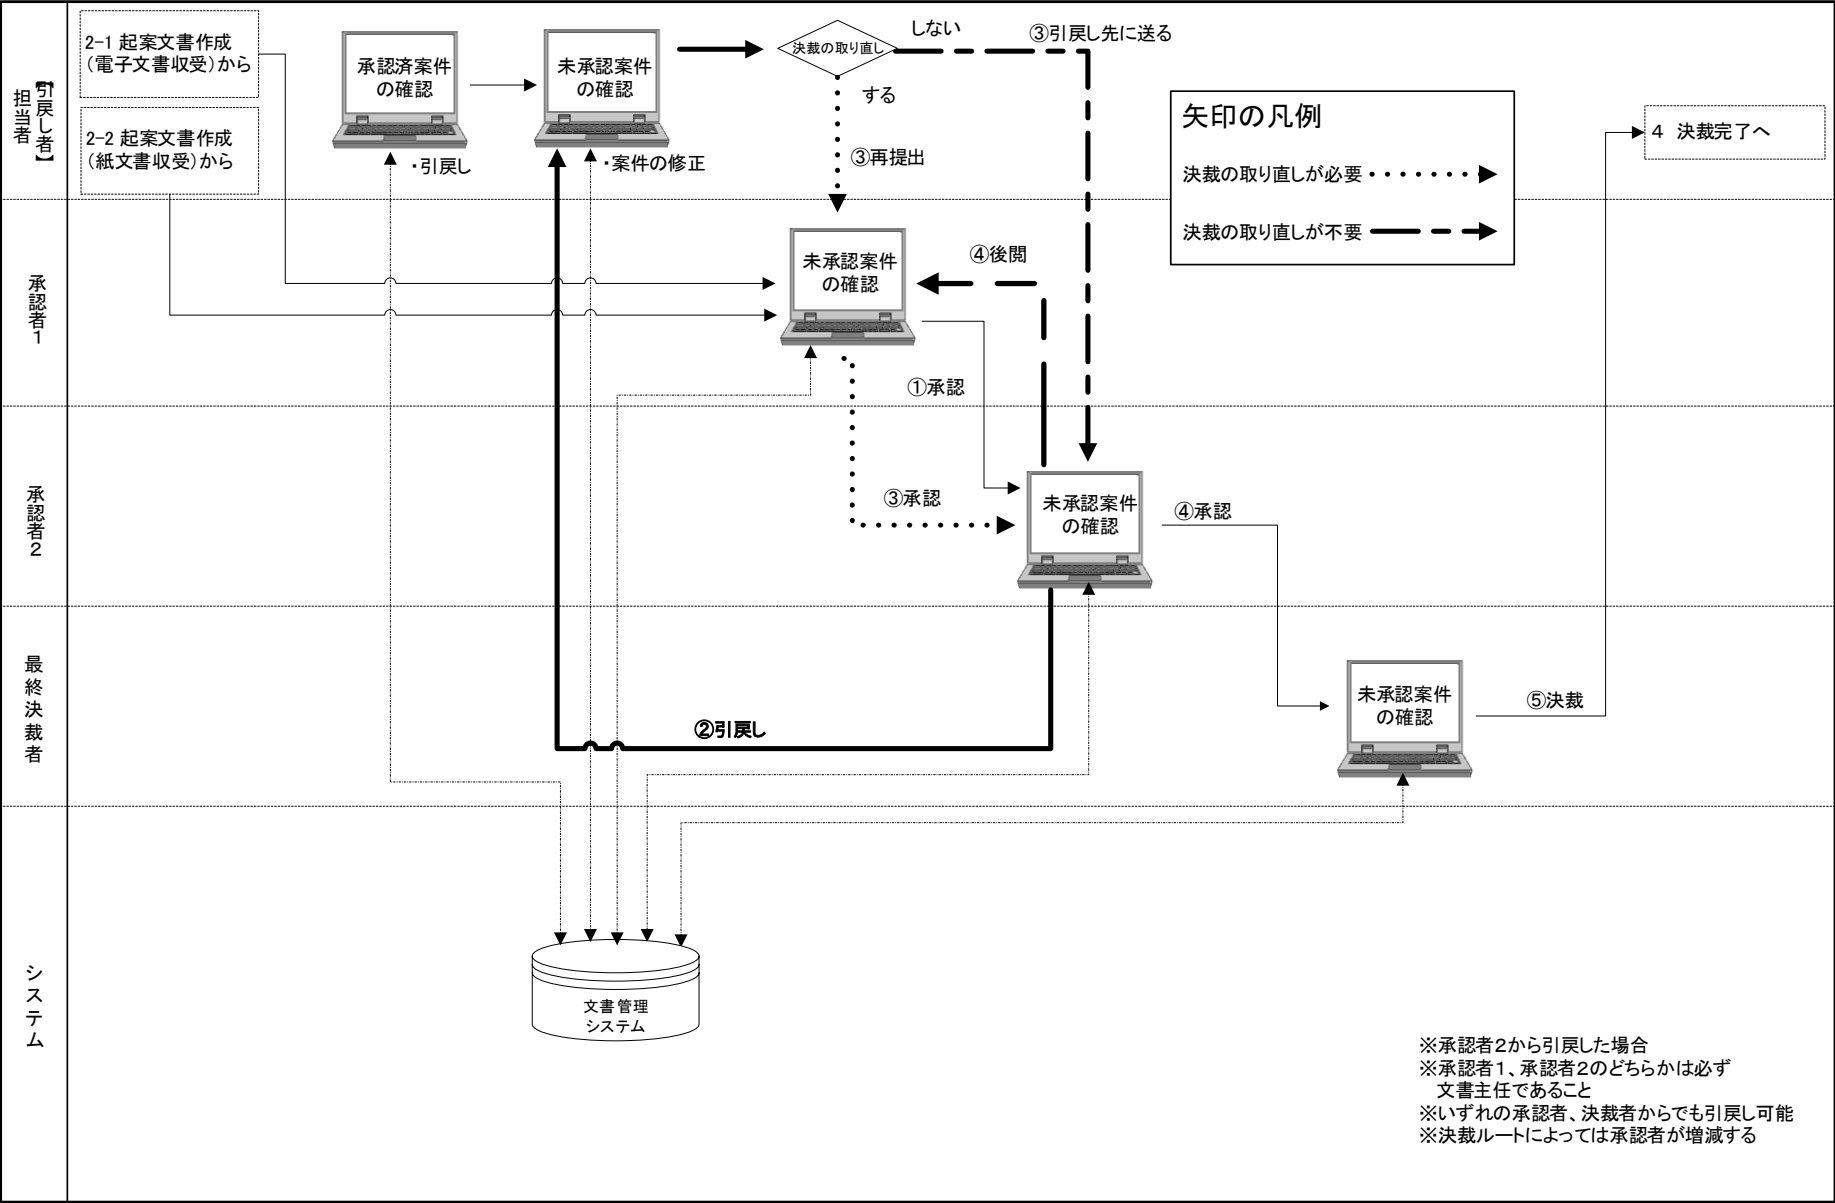 担当者
【引戻し者】
2-1 起案文書作成
（電子文書収受）から
2-2 起案文書作成
（紙文書収受）から
承認済案件
の確認
・引戻し
未承認案件
の確認
・案件の修正
決裁の取り直し
しない
する
③引戻し先に送る
③再提出
矢印の凡例
決裁の取り直しが必要
決裁の取り直しが不要
4 決裁完了へ
承認者1
未承認案件
の確認
④後閲
①承認
承認者2
③承認
未承認案件
の確認
④承認
最終決裁者
②引戻し
未承認案件
の確認
⑤決裁
システム
文書管理
システム
※承認者2から引戻した場合
※承認者1、承認者2のどちらかは必ず
文書主任であること
※いずれの承認者、決裁者からでも引戻し可能
※決裁ルートによっては承認者が増減する